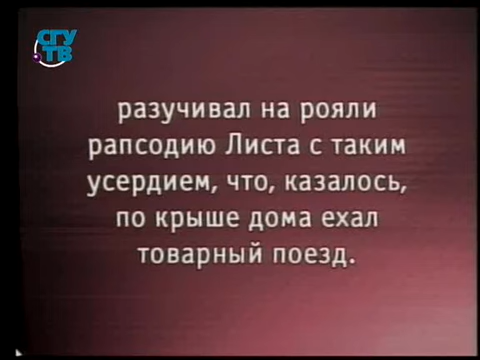 СГУ
ТВ
разучивал на рояли
рапсодию Листа с таким
усердием, что, казалось,
по крыше дома ехал
товарный поезд.